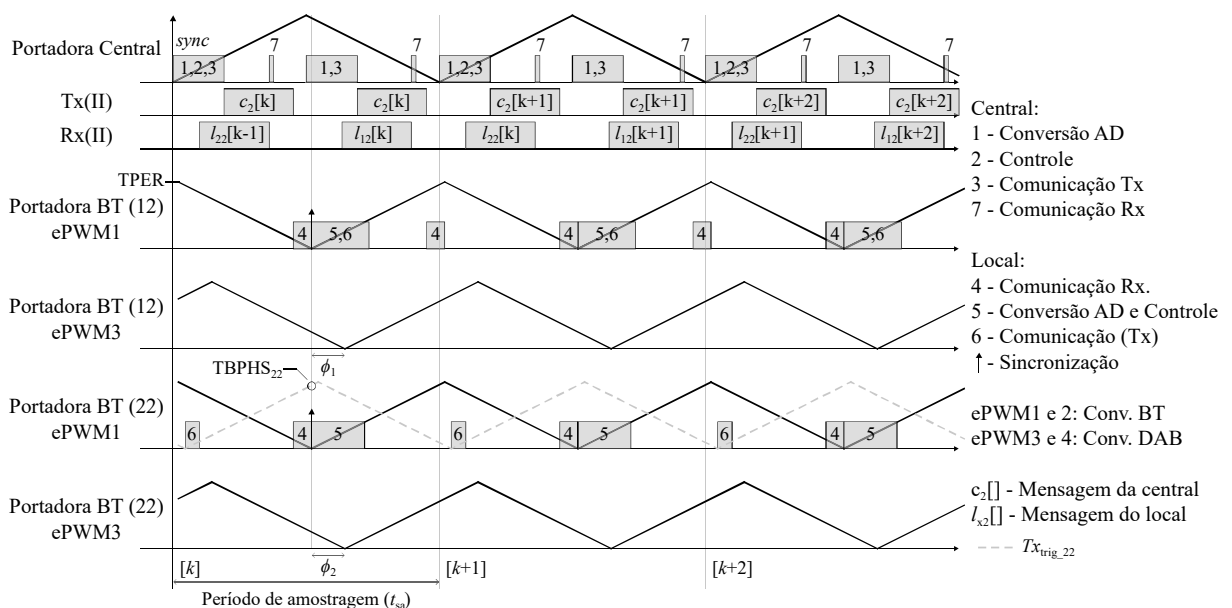 Portadora Central
sync
1,2,3
7
1,3
7
1,2,3
7
1,3
7
1,2,3
7
1,3
7
Tx(II)
c₂[k]
c₂[k]
c₂[k+1]
c₂[k+1]
c₂[k+2]
c₂[k+2]
Rx(II)
l₂₂[k-1]
l₁₂[k]
l₂₂[k]
l₁₂[k+1]
l₂₂[k+1]
l₁₂[k+2]
TPER
Portadora BT (12)
ePWM1
4
5,6
4
4
5,6
4
4
5,6
Portadora BT (12)
ePWM3
ϕ₁
TBPHS₂₂
Portadora BT (22)
ePWM1
6
4
5
6
4
5
6
4
5
Portadora BT (22)
ePWM3
ϕ₂
[k]
[k+1]
[k+2]
Período de amostragem (tₛₐ)
Central:
1 - Conversão AD
2 - Controle
3 - Comunicação Tx
7 - Comunicação Rx
Local:
4 - Comunicação Rx.
5 - Conversão AD e Controle
6 - Comunicação (Tx)
↑ - Sincronização
ePWM1 e 2: Conv. BT
ePWM3 e 4: Conv. DAB
c₂[] - Mensagem da central
lₓ₂[] - Mensagem do local
Tx_trig_22